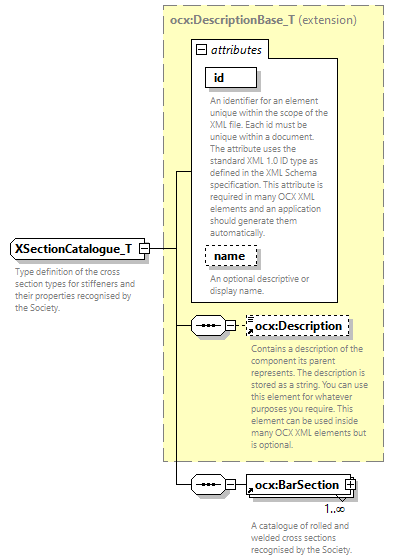 ocx:DescriptionBase_T (extension)
attributes
id
An identifier for an element
unique within the scope of the
XML file. Each id must be
unique within a document.
The attribute uses the
standard XML 1.0 ID type as
defined in the XML Schema
specification. This attribute is
required in many OCX XML
elements and an application
should generate them
automatically.
name
An optional descriptive or
display name.
XSectionCatalogue_T
Type definition of the cross
section types for stiffeners and
their properties recognised by
the Society.
ocx:Description
Contains a description of the
component its parent
represents. The description is
stored as a string. You can use
this element for whatever
purposes you require. This
element can be used inside
many OCX XML elements but
is optional.
ocx:BarSection
1..∞
A catalogue of rolled and
welded cross sections
recognised by the Society.